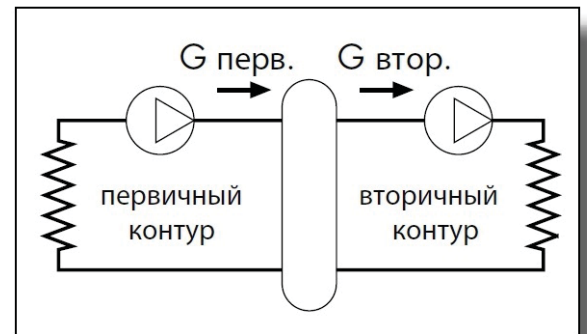 G перв. G втор.
первичный
контур
вторичный
контур